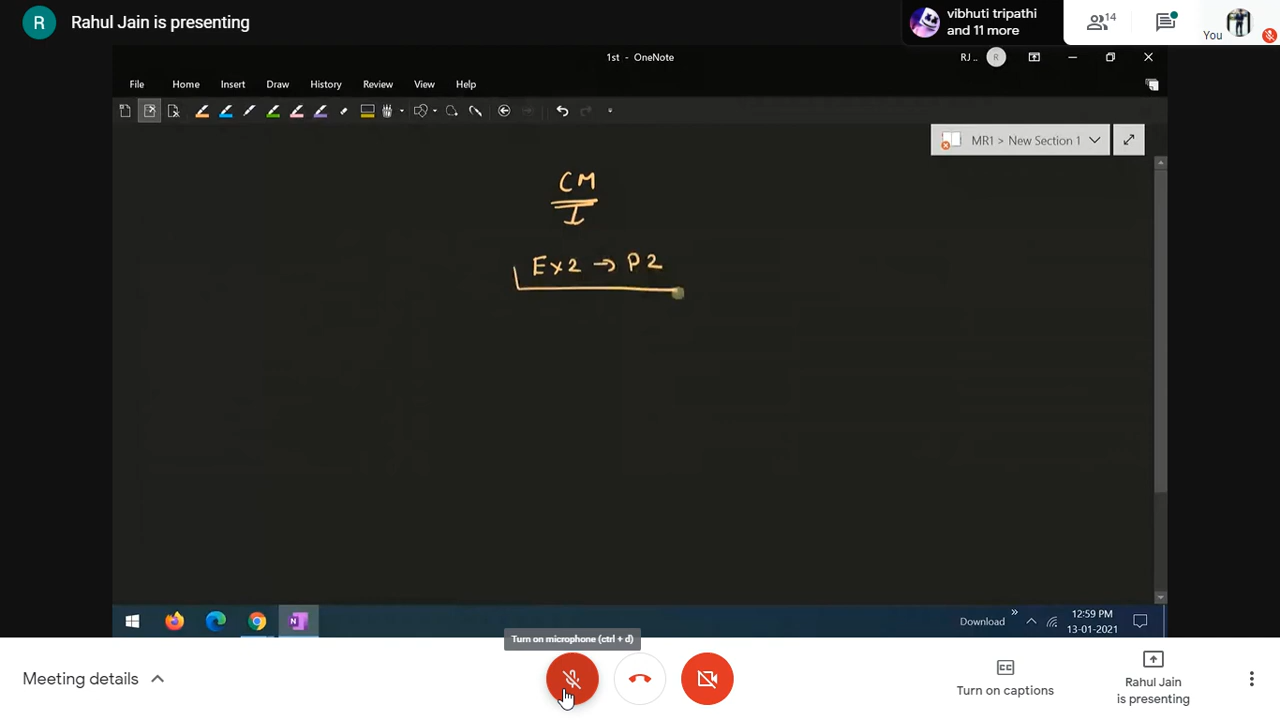 R
Rahul Jain is presenting
vibhuti tripathi
and 11 more
14
You
1st - OneNote
RJ ..
R
File Home Insert Draw History Review View Help
MR1 > New Section 1
CM
I
Ex2 → P2
Download
12:59 PM
13-01-2021
N
Turn on microphone (ctrl + d)
Meeting details
CC
Turn on captions
Rahul Jain
is presenting